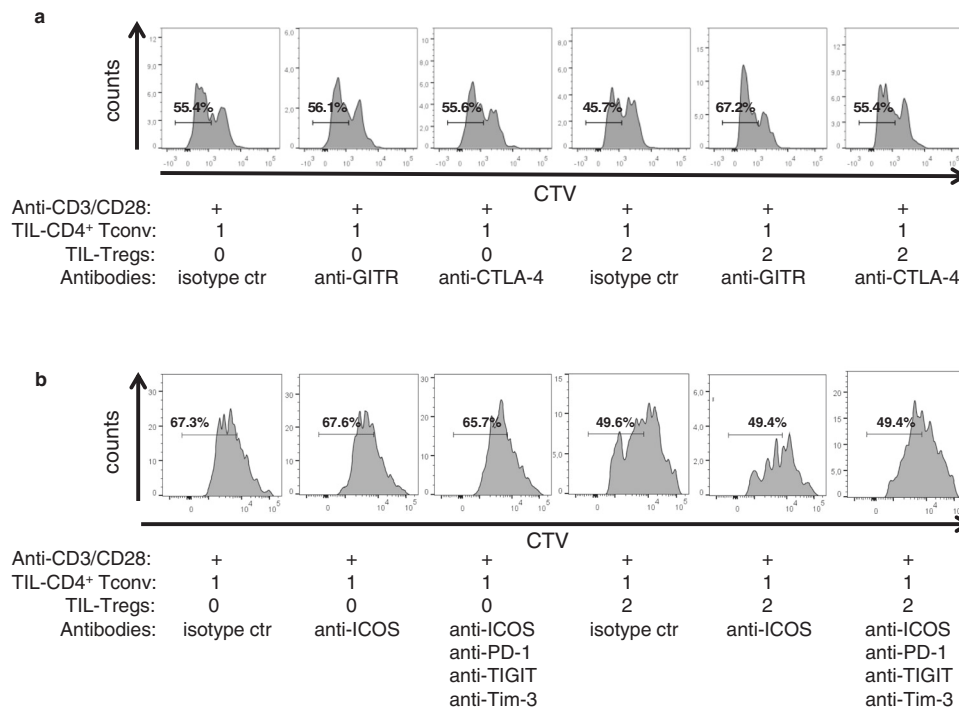 a
counts
55.4% 56.1% 55.6% 45.7% 67.2% 55.4%
CTV
Anti-CD3/CD28: + + + + + +
TIL-CD4⁺ Tconv: 1 1 1 1 1 1
TIL-Tregs: 0 0 0 2 2 2
Antibodies: isotype ctr anti-GITR anti-CTLA-4 isotype ctr anti-GITR anti-CTLA-4
b
counts
67.3% 67.6% 65.7% 49.6% 49.4% 49.4%
CTV
Anti-CD3/CD28: + + + + + +
TIL-CD4⁺ Tconv: 1 1 1 1 1 1
TIL-Tregs: 0 0 0 2 2 2
Antibodies: isotype ctr anti-ICOS anti-ICOS isotype ctr anti-ICOS anti-ICOS
anti-PD-1 anti-PD-1
anti-TIGIT anti-TIGIT
anti-Tim-3 anti-Tim-3